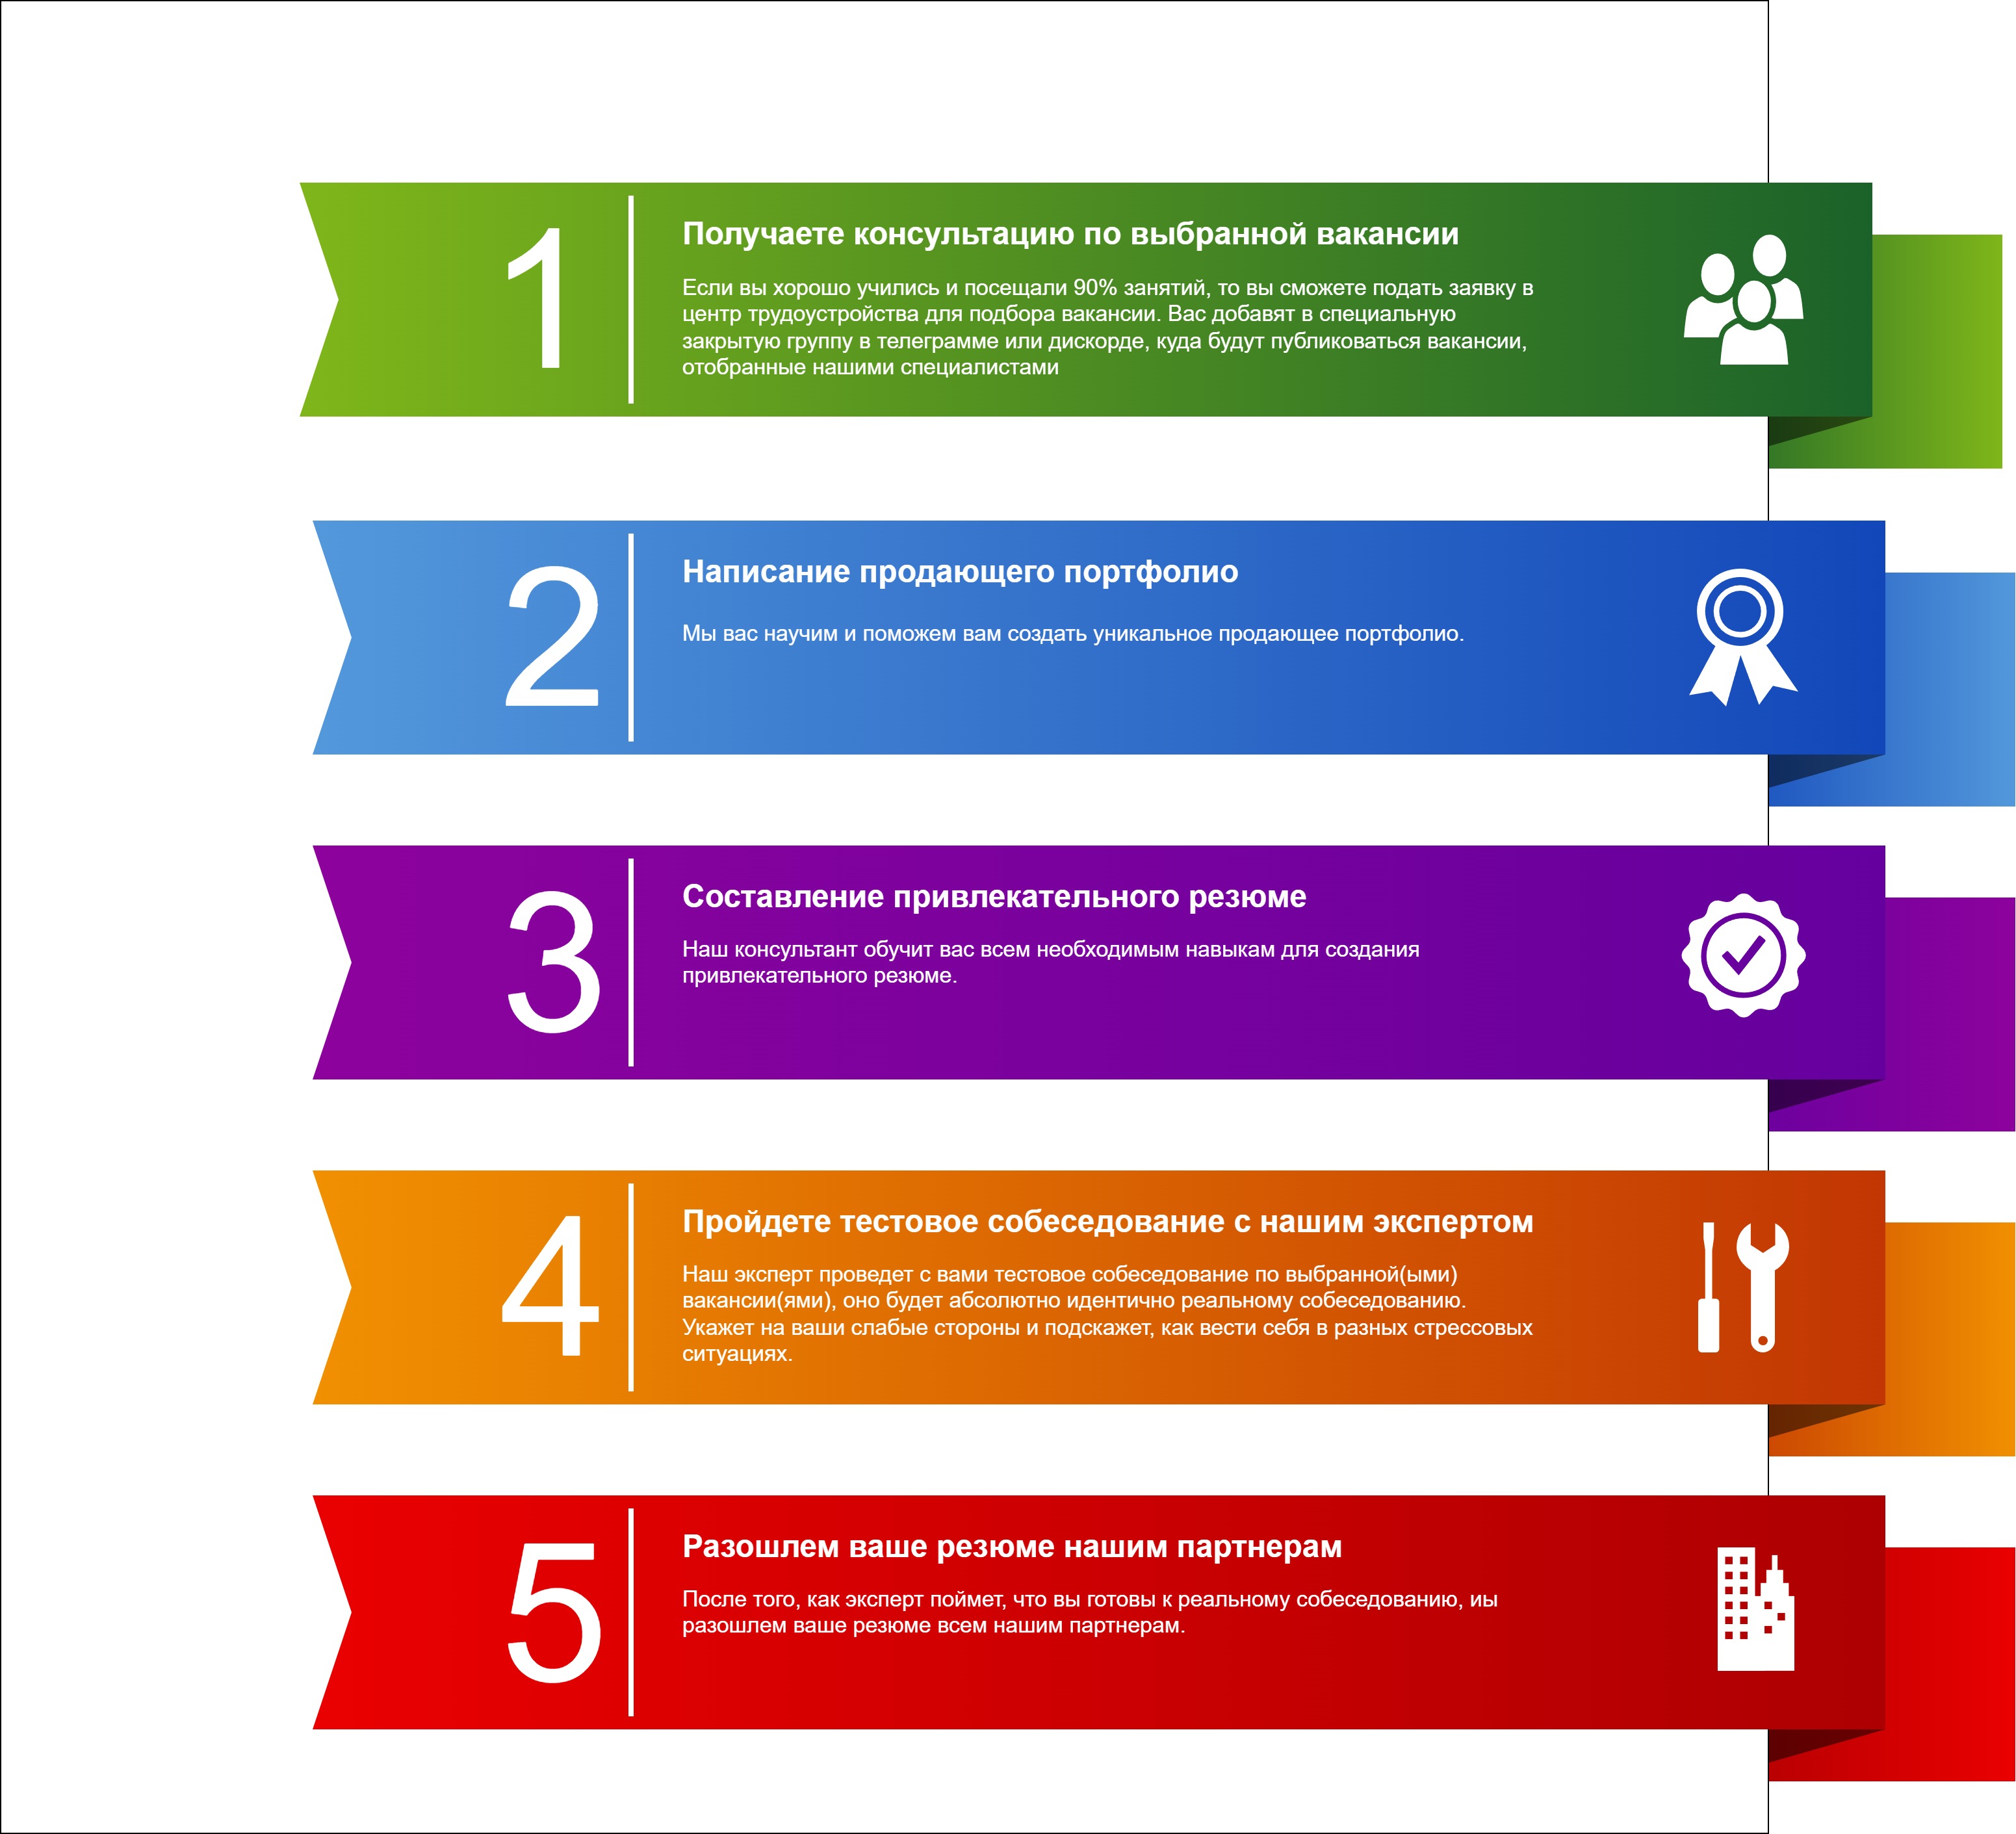 1
Получаете консультацию по выбранной вакансии
Если вы хорошо учились и посещали 90% занятий, то вы сможете подать заявку в
центр трудоустройства для подбора вакансии. Вас добавят в специальную
закрытую группу в телеграмме или дискорде, куда будут публиковаться вакансии,
отобранные нашими специалистами
2
Написание продающего портфолио
Мы вас научим и поможем вам создать уникальное продающее портфолио.
3
Составление привлекательного резюме
Наш консультант обучит вас всем необходимым навыкам для создания
привлекательного резюме.
4
Пройдете тестовое собеседование с нашим экспертом
Наш эксперт проведет с вами тестовое собеседование по выбранной(ыми)
вакансии(ями), оно будет абсолютно идентично реальному собеседованию.
Укажет на ваши слабые стороны и подскажет, как вести себя в разных стрессовых
ситуациях.
5
Разошлем ваше резюме нашим партнерам
После того, как эксперт поймет, что вы готовы к реальному собеседованию, иы
разошлем ваше резюме всем нашим партнерам.